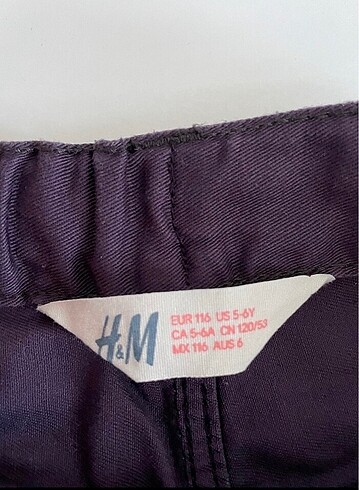 H&M
EUR 116 US 5-6Y
CA 5-6A CN 120/53
MX 116 AUS 6